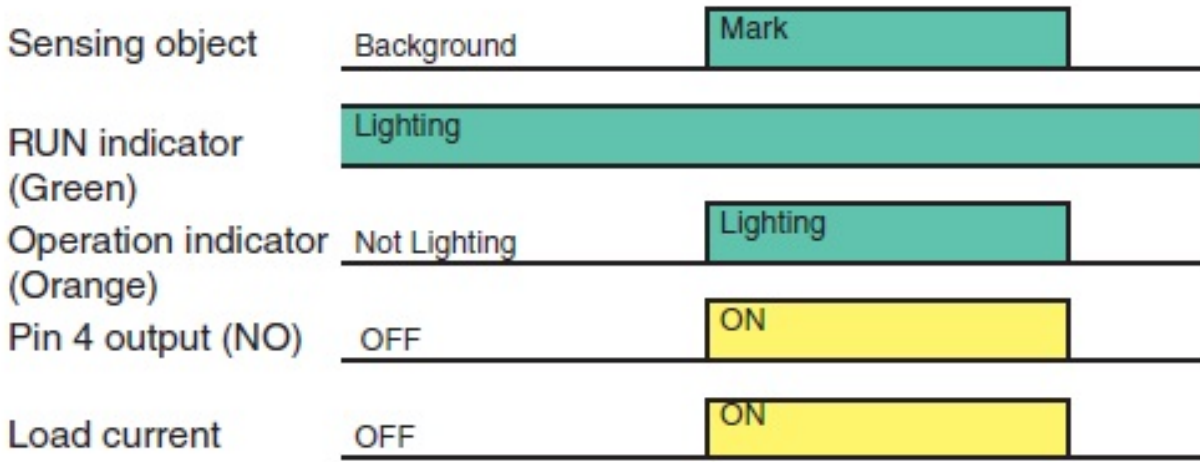 Sensing object Background Mark
RUN indicator Lighting
(Green)
Operation indicator Not Lighting Lighting
(Orange)
Pin 4 output (NO) OFF ON
Load current OFF ON